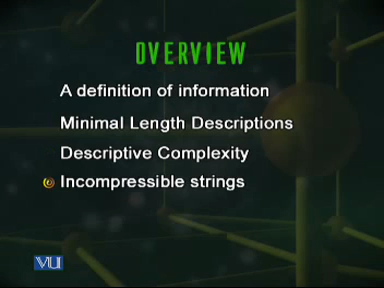 OVERVIEW
A definition of information
Minimal Length Descriptions
Descriptive Complexity
Incompressible strings
VU